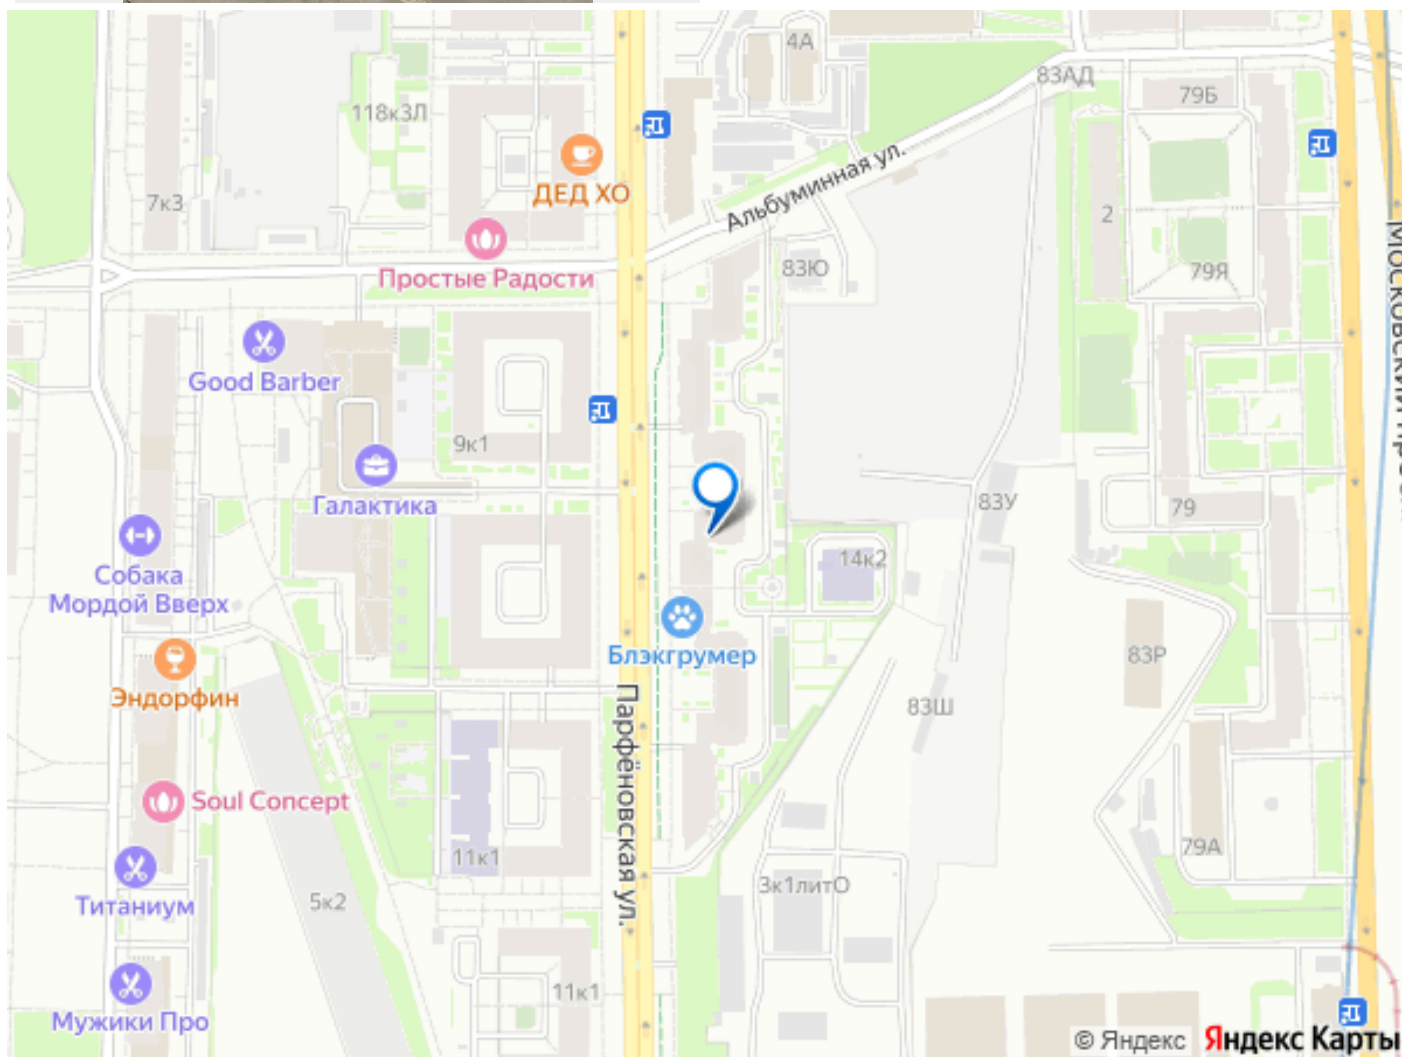 4А
83АД
79Б
118к3Л
ДЕД ХО
Альбуминная ул.
7к3
2
Простые Радости
83Ю
79Я
Good Barber
9к1
Галактика
83У
79
14к2
Собака
Мордой Вверх
Блэкгрумер
83Р
Эндорфин
83Ш
Парфёновская ул.
Soul Concept
11к1
79А
3к1литО
5к2
Титаниум
11к1
Мужики Про
© Яндекс Яндекс Карты